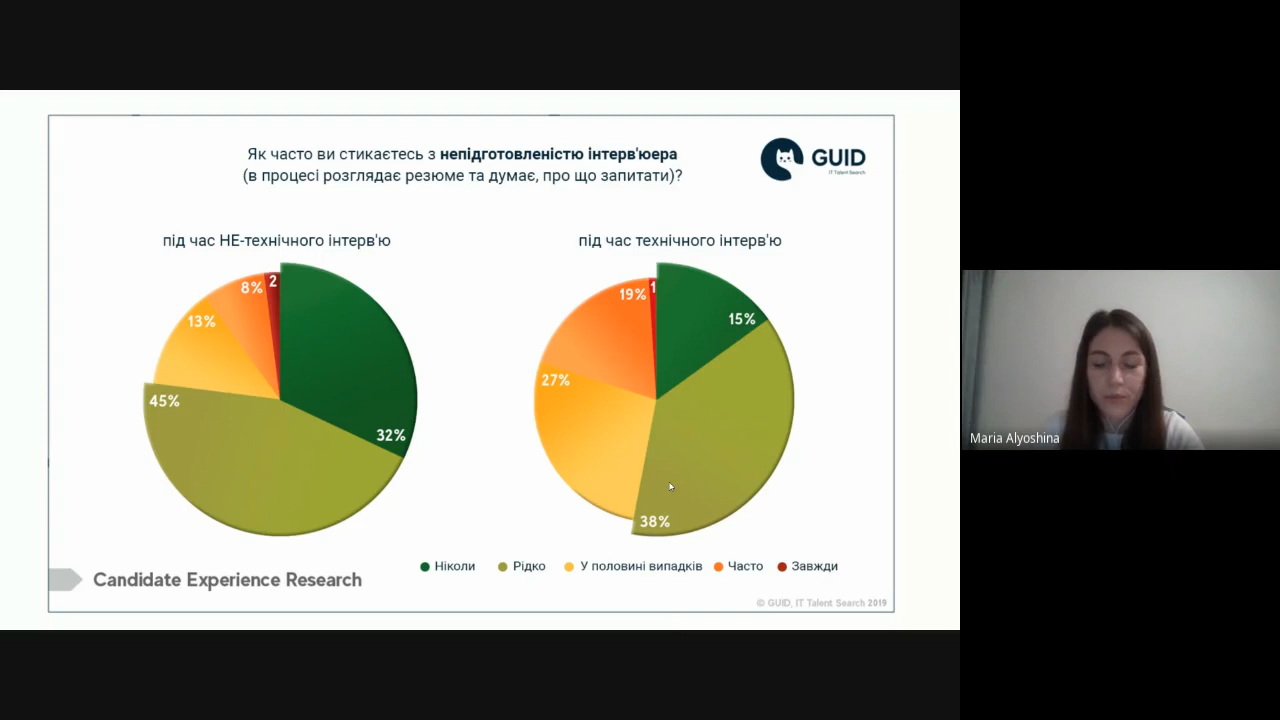 Як часто ви стикаєтесь з непідготовленістю інтерв'юера
(в процесі розглядає резюме та думає, про що запитати)?
GUID
IT Talent Search
під час НЕ-технічного інтерв'ю
під час технічного інтерв'ю
2
8%
13%
45%
32%
1
19%
15%
27%
38%
Ніколи
Рідко
У половині випадків
Часто
Завжди
Candidate Experience Research
© GUID, IT Talent Search 2019
Maria Alyoshina